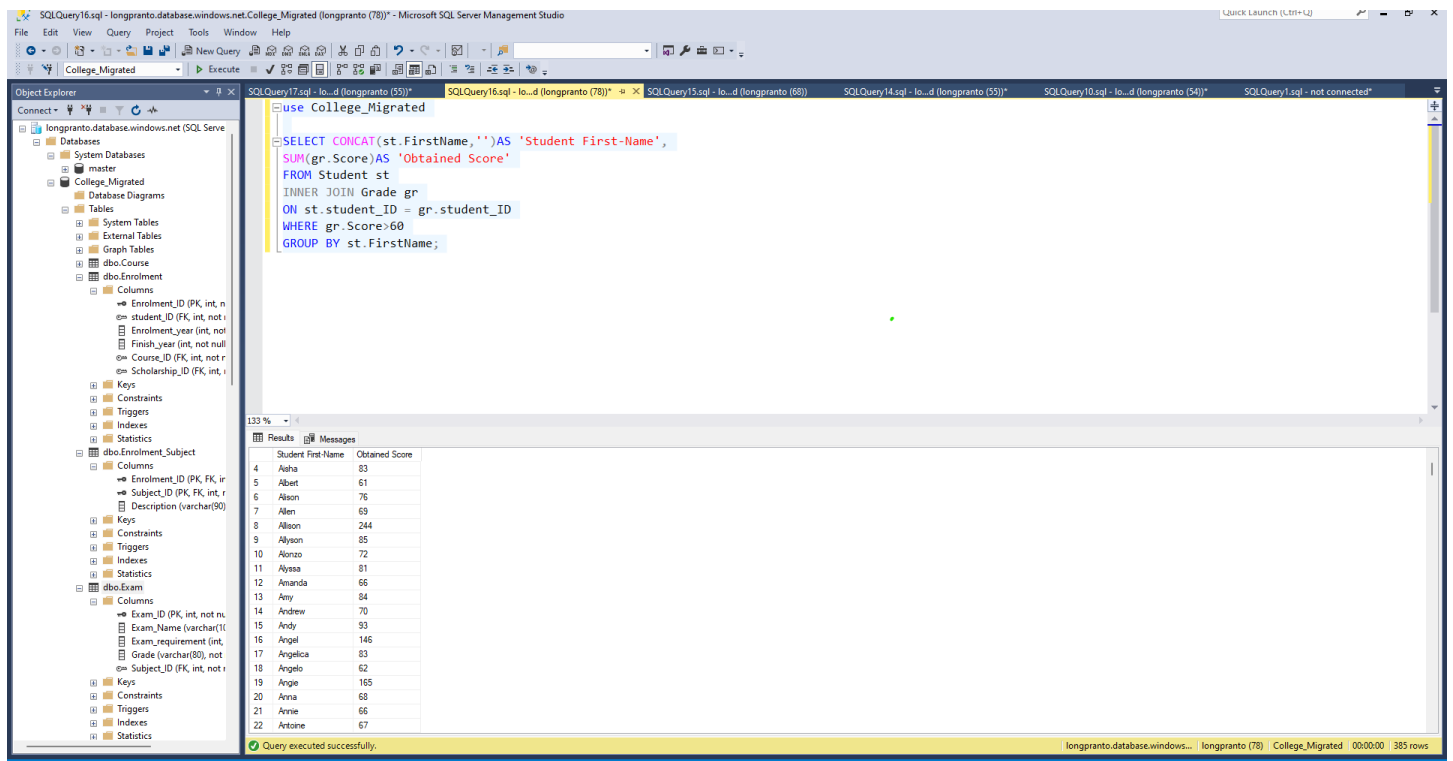 SQLQuery16.sql - longpranto.database.windows.net.College_Migrated (longpranto (78))* - Microsoft SQL Server Management Studio
Quick Launch (Ctrl+Q)
File Edit View Query Project Tools Window Help
New Query
College_Migrated
Execute
Object Explorer
Connect
longpranto.database.windows.net (SQL Serve
Databases
System Databases
master
College_Migrated
Database Diagrams
Tables
System Tables
External Tables
Graph Tables
dbo.Course
dbo.Enrolment
Columns
Enrolment_ID (PK, int, n
student_ID (FK, int, not
Enrolment_year (int, not
Finish_year (int, not null
Course_ID (FK, int, not r
Scholarship_ID (FK, int,
Keys
Constraints
Triggers
Indexes
Statistics
dbo.Enrolment_Subject
Columns
Enrolment_ID (PK, FK, ir
Subject_ID (PK, FK, int, r
Description (varchar(90)
Keys
Constraints
Triggers
Indexes
Statistics
dbo.Exam
Columns
Exam_ID (PK, int, not nu
Exam_Name (varchar(10
Exam_requirement (int,
Grade (varchar(80), not
Subject_ID (FK, int, not
Keys
Constraints
Triggers
Indexes
Statistics
SQLQuery17.sql - lo...d (longpranto (55))* SQLQuery16.sql - lo...d (longpranto (78))* SQLQuery15.sql - lo...d (longpranto (68)) SQLQuery14.sql - lo...d (longpranto (55))* SQLQuery10.sql - lo...d (longpranto (54))* SQLQuery1.sql - not connected*
use College_Migrated
SELECT CONCAT(st.FirstName,'')AS 'Student First-Name',
SUM(gr.Score)AS 'Obtained Score'
FROM Student st
INNER JOIN Grade gr
ON st.student_ID = gr.student_ID
WHERE gr.Score>60
GROUP BY st.FirstName;
133 %
Results Messages
Student First-Name Obtained Score
4 Aisha 83
5 Albert 61
6 Alison 76
7 Allen 69
8 Allison 244
9 Allyson 85
10 Alonzo 72
11 Alyssa 81
12 Amanda 66
13 Amy 84
14 Andrew 70
15 Andy 93
16 Angel 146
17 Angelica 83
18 Angelo 62
19 Angie 165
20 Anna 68
21 Annie 66
22 Antoine 67
Query executed successfully.
longpranto.database.windows... longpranto (78) College_Migrated 00:00:00 385 rows